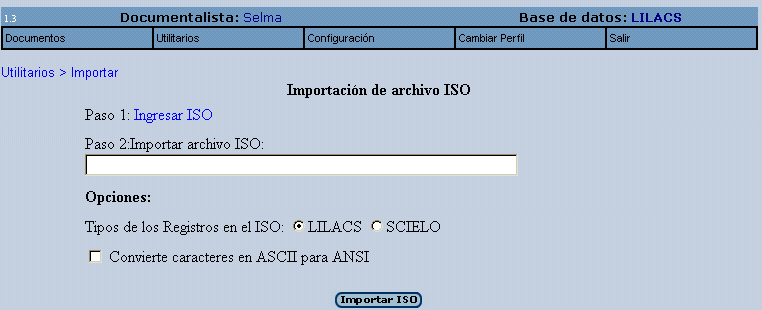 1.3 Documentalista: Selma Base de datos: LILACS
Documentos Utilitarios Configuración Cambiar Perfil Salir
Utilitarios > Importar
Importación de archivo ISO
Paso 1: Ingresar ISO
Paso 2:Importar archivo ISO:
Opciones:
Tipos de los Registros en el ISO: LILACS SCIELO
Convierte caracteres en ASCII para ANSI
Importar ISO